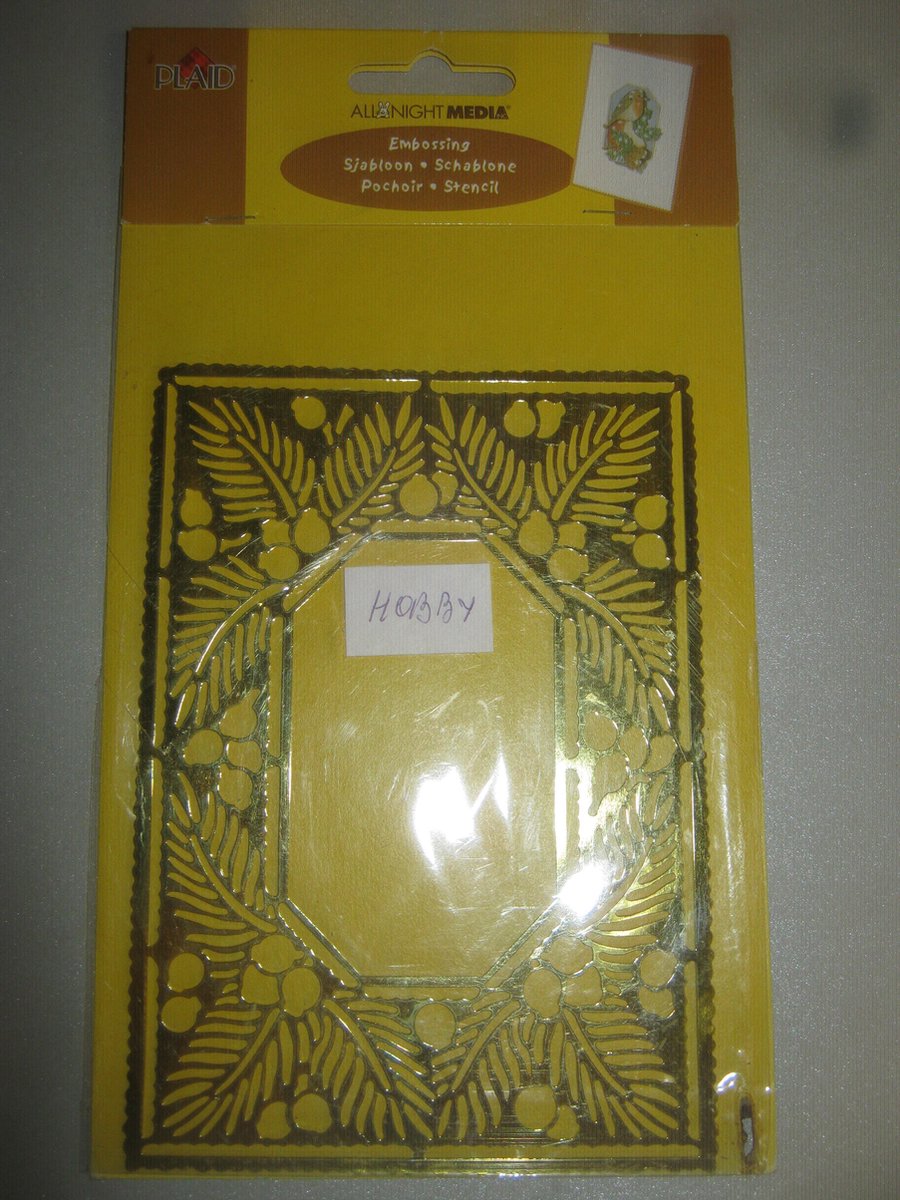 PLAID®
ALL NIGHT MEDIA®
Embossing
Sjabloon • Schablone
Pochoir • Stencil
HOBBY